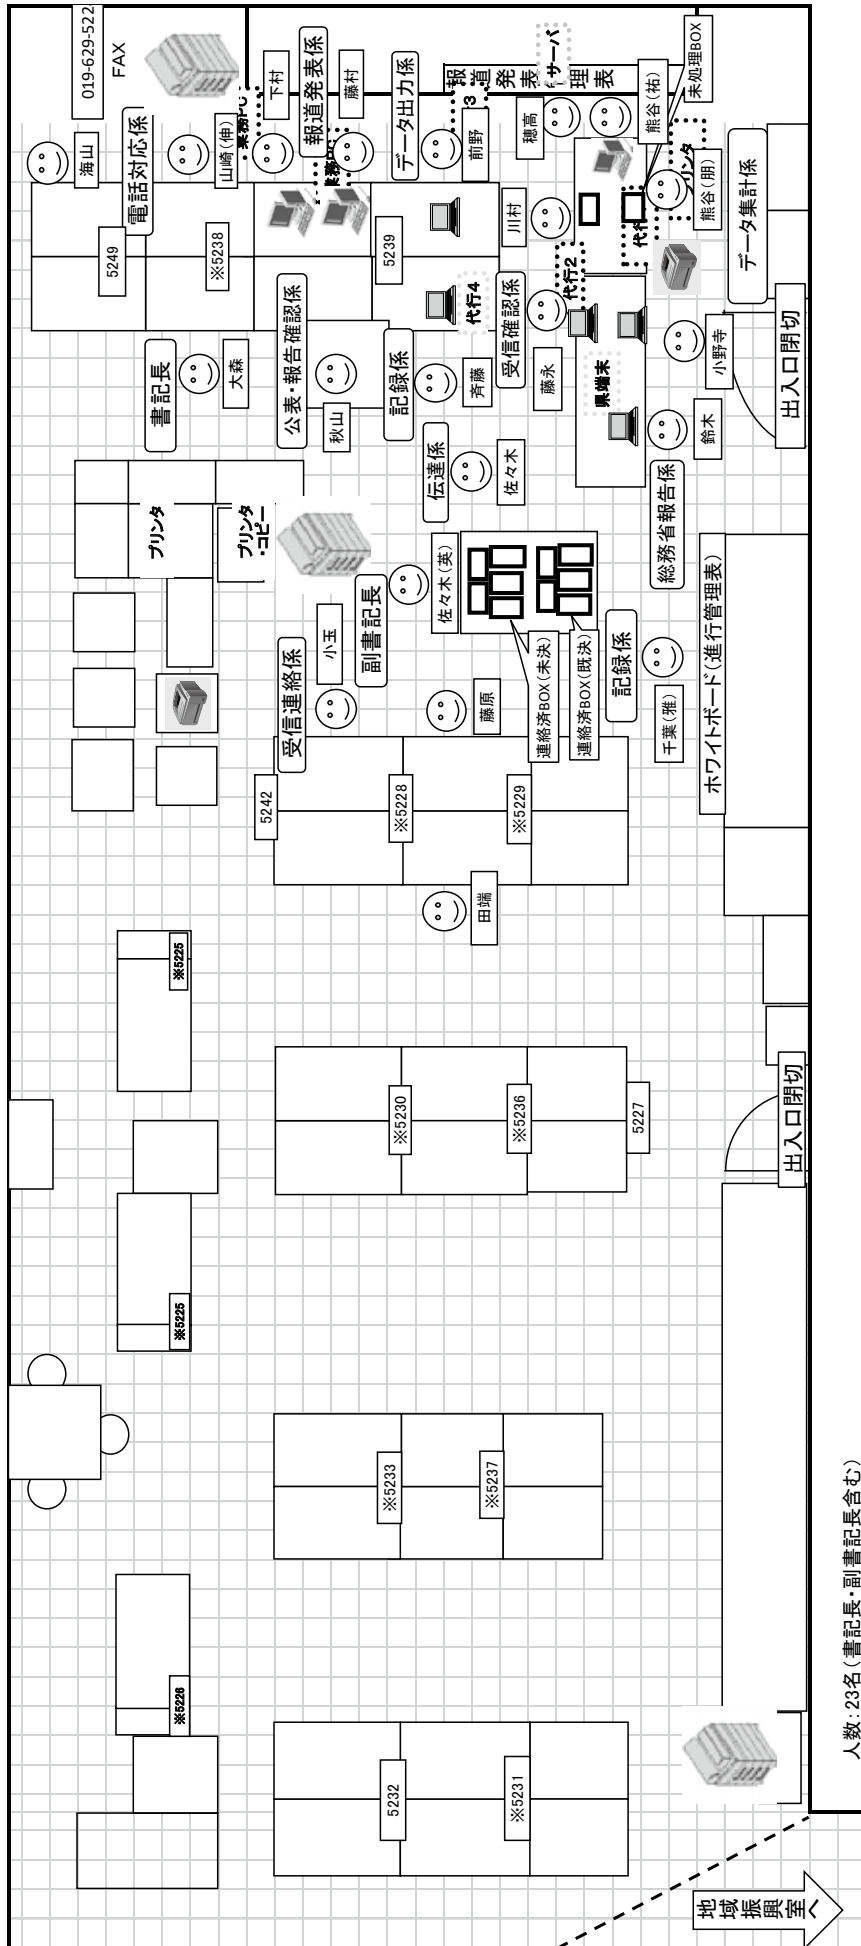 019-629-522
FAX
海山
電話対応係
山崎(伸)
業務PC
下村
報道発表係
藤村
データ出力係
前野
3
報道発表
理表
サーバ
穂高
熊谷(祐)
未処理BOX
熊谷(朋)
データ集計係
5249
※5238
5239
川村
代行2
代行4
受信確認係
書記長
大森
公表・報告確認係
秋山
記録係
斉藤
藤永
県端末
小野寺
出入口閉切
伝達係
佐々木
鈴木
総務省報告係
プリンタ
プリンタ
・コピー
副書記長
佐々木(英)
小玉
受信連絡係
藤原
連絡済BOX(未決)
連絡済BOX(既決)
記録係
千葉(雅)
ホワイトボード(進行管理表)
5242
※5228
※5229
田端
※5225
※5230
※5236
5227
出入口閉切
※5225
※5233
※5237
※5226
5232
※5231
地域振興室へ
人数:23名(書記長・副書記長含む)